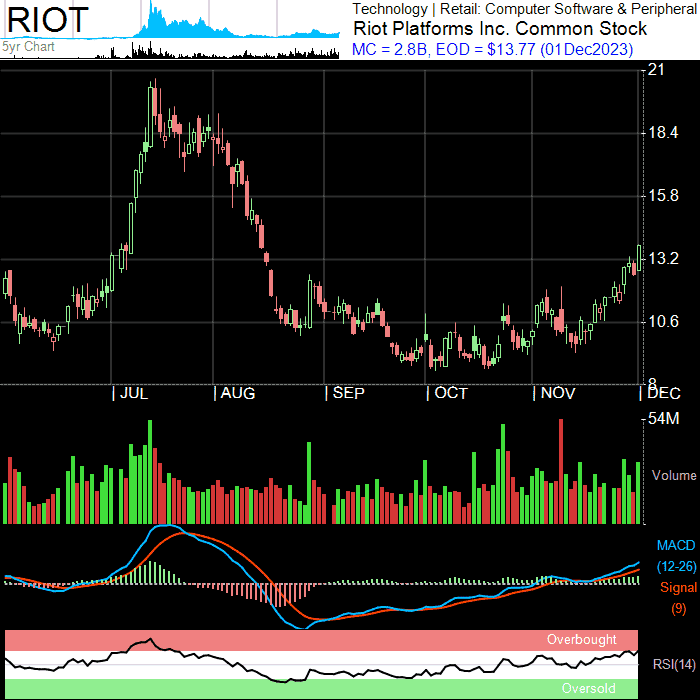 RIOT
5yr Chart
Technology | Retail: Computer Software & Peripheral
Riot Platforms Inc. Common Stock
MC = 2.8B, EOD = $13.77 (01Dec2023)
21
18.4
15.8
13.2
10.6
8
JUL AUG SEP OCT NOV DEC
54M
Volume
MACD
(12-26)
Signal
(9)
Overbought
RSI(14)
Oversold